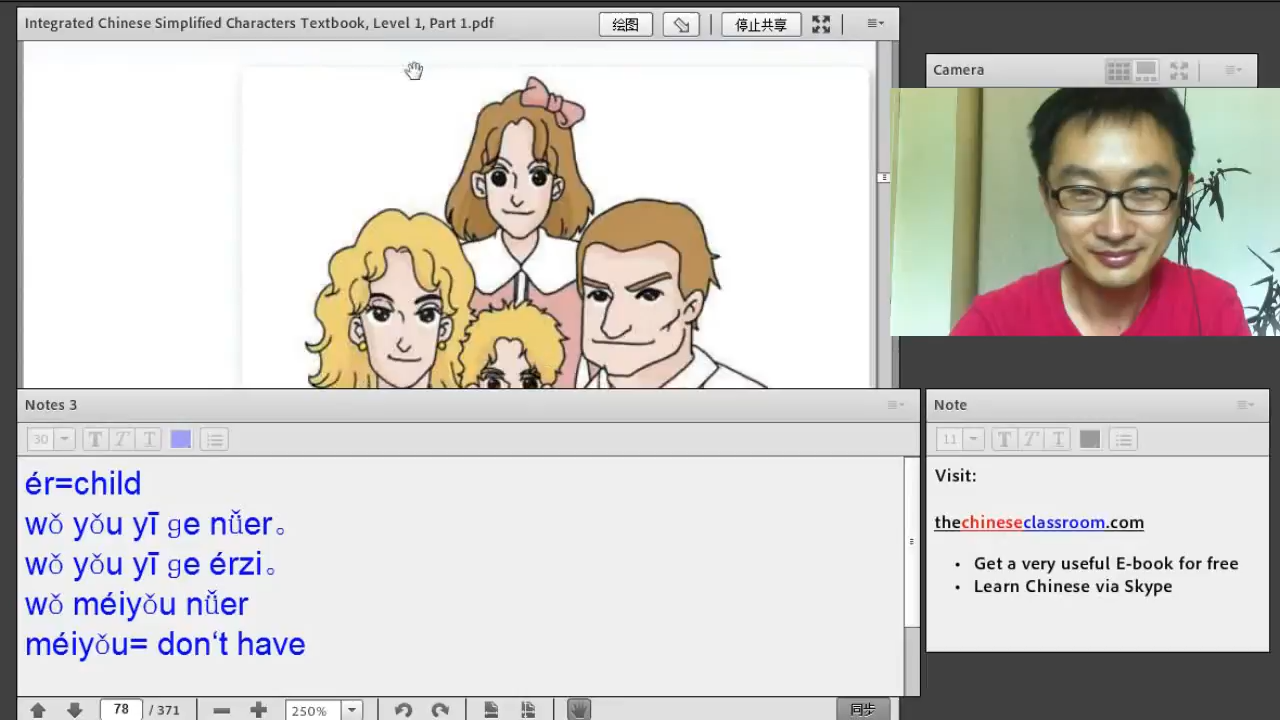 Integrated Chinese Simplified Characters Textbook, Level 1, Part 1.pdf
绘图
停止共享
Camera
Notes 3
30
T T T
ér=child
wǒ yǒu yī ge nǚer。
wǒ yǒu yī ge érzi。
wǒ méiyǒu nǚer
méiyǒu= don‘t have
Note
11
T T T
Visit:
thechineseclassroom.com
• Get a very useful E-book for free
• Learn Chinese via Skype
78 / 371
250%
同步